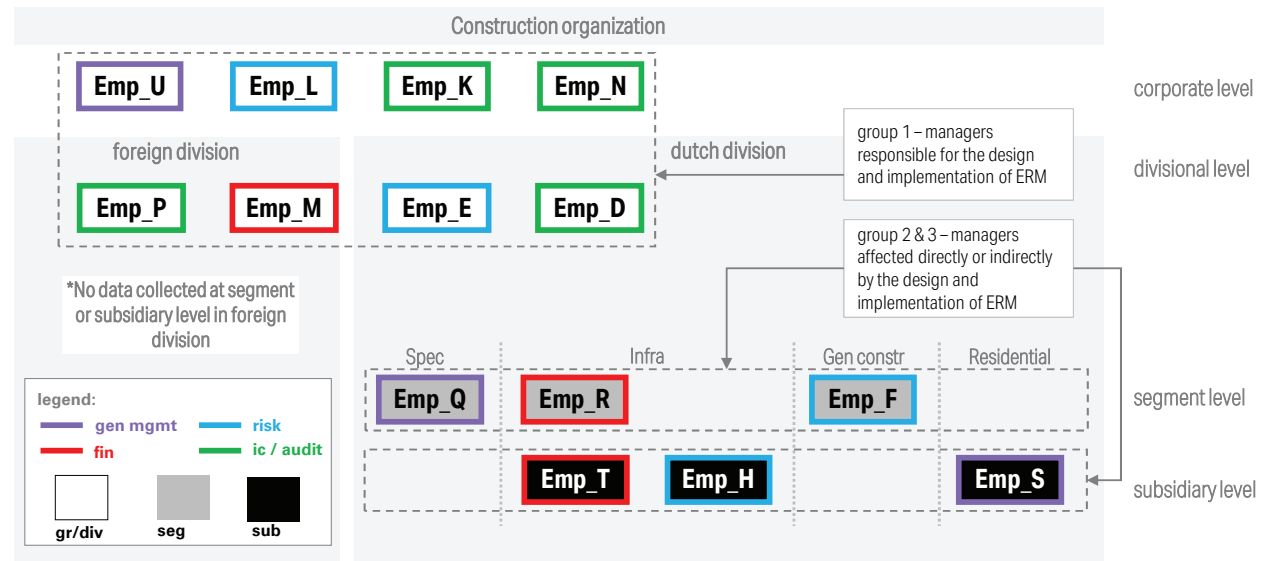 Construction organization
Emp_U
Emp_L
Emp_K
Emp_N
corporate level
foreign division
dutch division
group 1 – managers
responsible for the design
and implementation of ERM
divisional level
Emp_P
Emp_M
Emp_E
Emp_D
group 2 & 3 – managers
affected directly or indirectly
by the design and
implementation of ERM
*No data collected at segment
or subsidiary level in foreign
division
Spec
Infra
Gen constr
Residential
Emp_Q
Emp_R
Emp_F
segment level
Emp_T
Emp_H
Emp_S
subsidiary level
legend:
gen mgmt
risk
fin
ic / audit
gr/div
seg
sub